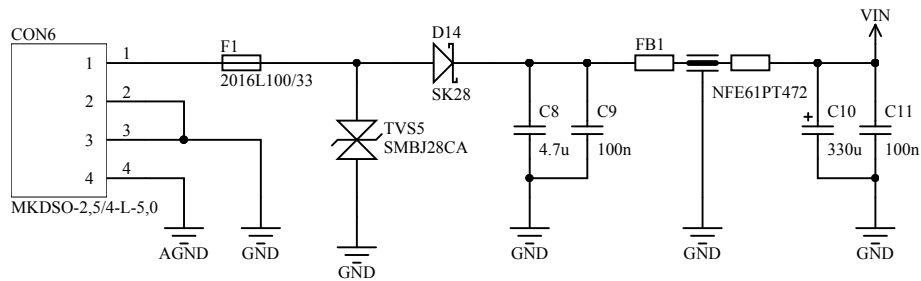 CON6
1
2
3
4
1
2
3
4
MKDSO-2,5/4-L-5,0
AGND
GND
F1
2016L100/33
TVS5
SMBJ28CA
GND
D14
SK28
C8
4.7u
C9
100n
GND
FB1
NFE61PT472
GND
VIN
+
C10
330u
C11
100n
GND